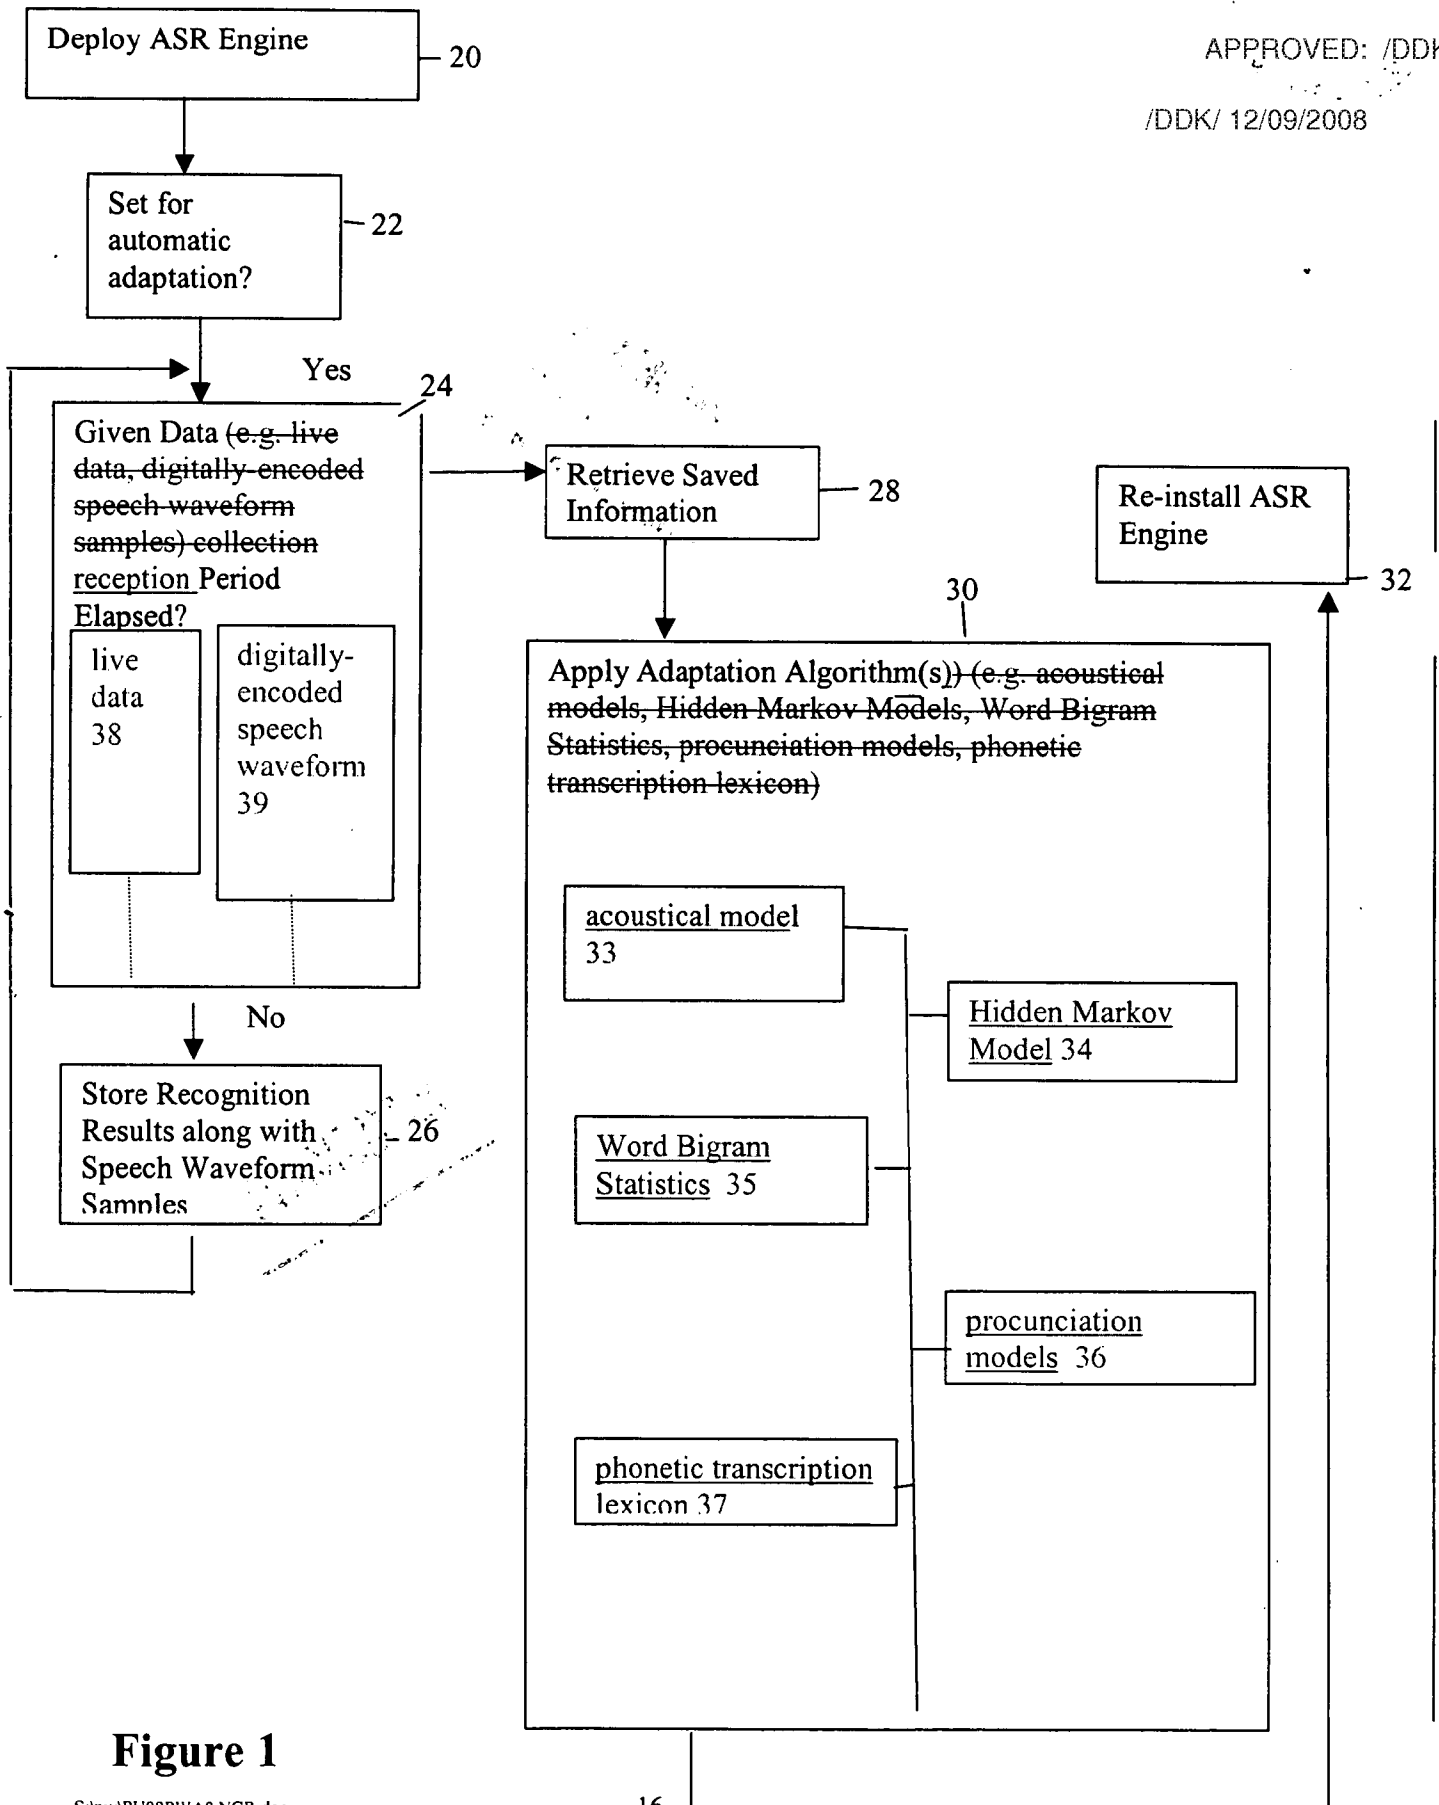 Deploy ASR Engine
20
APPROVED: /DDK
/DDK/ 12/09/2008
Set for
automatic
adaptation?
22
Yes
24
Given Data (e.g. live
data, digitally-encoded
speech waveform
samples) collection
reception Period
Elapsed?
live
data
38
digitally-
encoded
speech
waveform
39
Retrieve Saved
Information
28
Re-install ASR
Engine
32
30
Apply Adaptation Algorithm(s)) (e.g. acoustical
models, Hidden Markov Models, Word Bigram
Statistics, procunciation models, phonetic
transcription lexicon)
acoustical model
33
Hidden Markov
Model 34
Word Bigram
Statistics 35
procunciation
models 36
phonetic transcription
lexicon 37
No
Store Recognition
Results along with
Speech Waveform
Samples
26
Figure 1
16